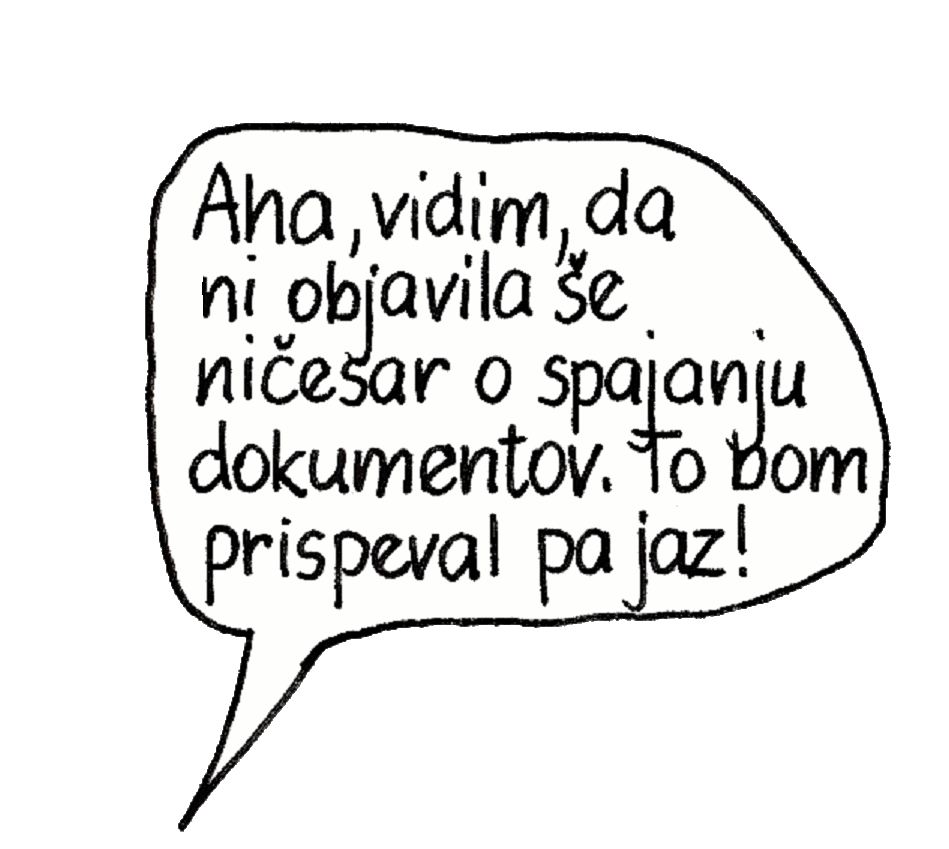 Aha, vidim, da
ni objavila še
ničesar o spajanju
dokumentov. To bom
prispeval pa jaz!